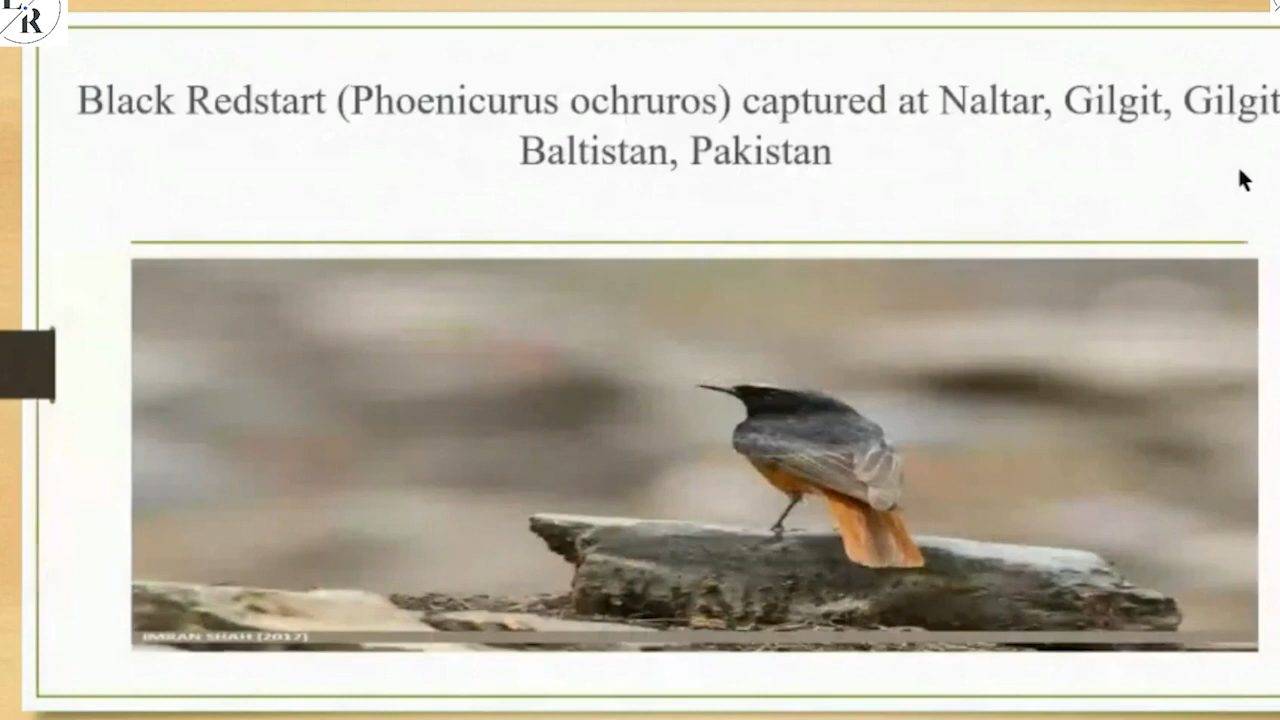 L
R
Black Redstart (Phoenicurus ochruros) captured at Naltar, Gilgit, Gilgit
Baltistan, Pakistan
IMRAN SHAH (2017)